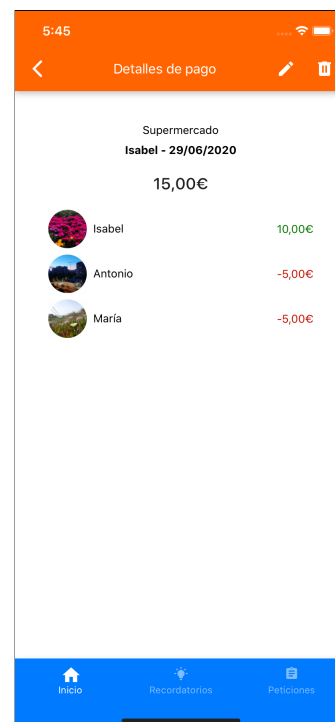 5:45
Detalles de pago
Supermercado
Isabel - 29/06/2020
15,00€
Isabel 10,00€
Antonio -5,00€
María -5,00€
Inicio Recordatorios Peticiones